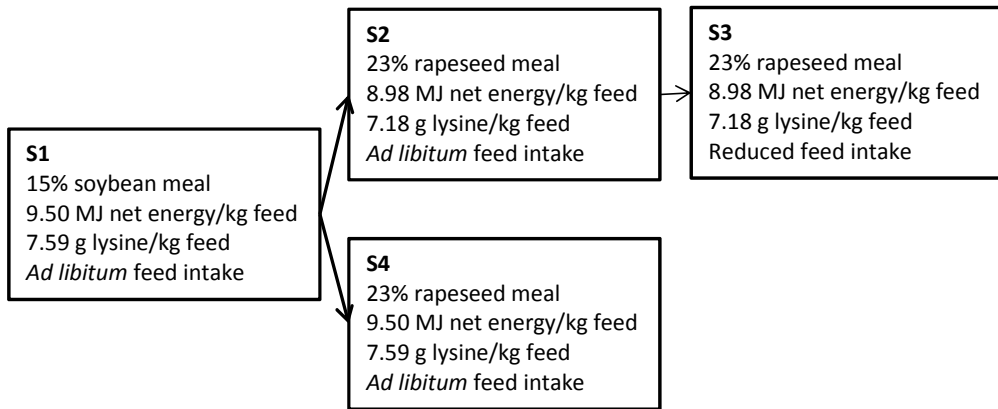 S1
15% soybean meal
9.50 MJ net energy/kg feed
7.59 g lysine/kg feed
Ad libitum feed intake
S2
23% rapeseed meal
8.98 MJ net energy/kg feed
7.18 g lysine/kg feed
Ad libitum feed intake
S3
23% rapeseed meal
8.98 MJ net energy/kg feed
7.18 g lysine/kg feed
Reduced feed intake
S4
23% rapeseed meal
9.50 MJ net energy/kg feed
7.59 g lysine/kg feed
Ad libitum feed intake